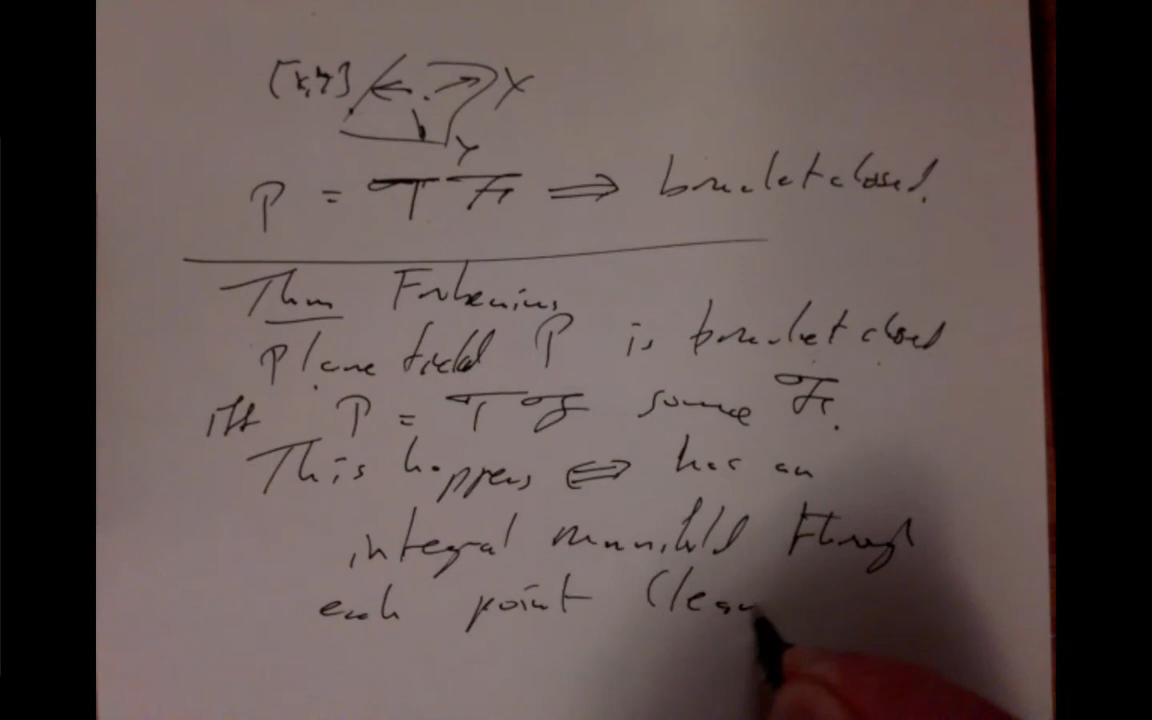 [X,Y] X
Y
P = T F ⟹ bracket closed.
Thm Frobenius
Plane field P is bracket closed
iff P = T F some F.
This happens ⟺ has an
integral manifold through
each point (lea